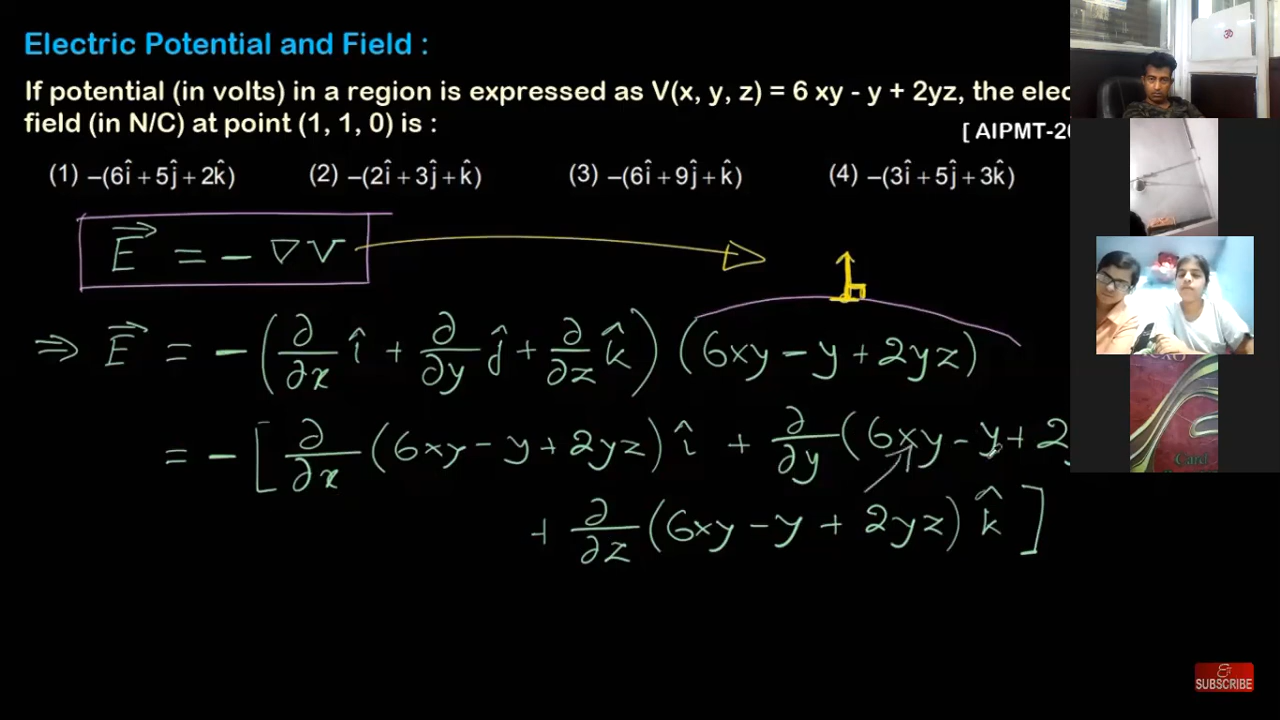 Electric Potential and Field :
If potential (in volts) in a region is expressed as V(x, y, z) = 6 xy - y + 2yz, the elec
field (in N/C) at point (1, 1, 0) is :
[ AIPMT-20
(1) –(6î + 5ĵ + 2k̂) (2) –(2î + 3ĵ + k̂) (3) –(6î + 9ĵ + k̂) (4) –(3î + 5ĵ + 3k̂)
E⃗ = – ∇V
⇒ E⃗ = –(∂/∂x î + ∂/∂y ĵ + ∂/∂z k̂) (6xy – y + 2yz)
= –[∂/∂x (6xy – y + 2yz) î + ∂/∂y (6xy – y + 2y
+ ∂/∂z (6xy – y + 2yz) k̂]
ॐ
Card
SUBSCRIBE